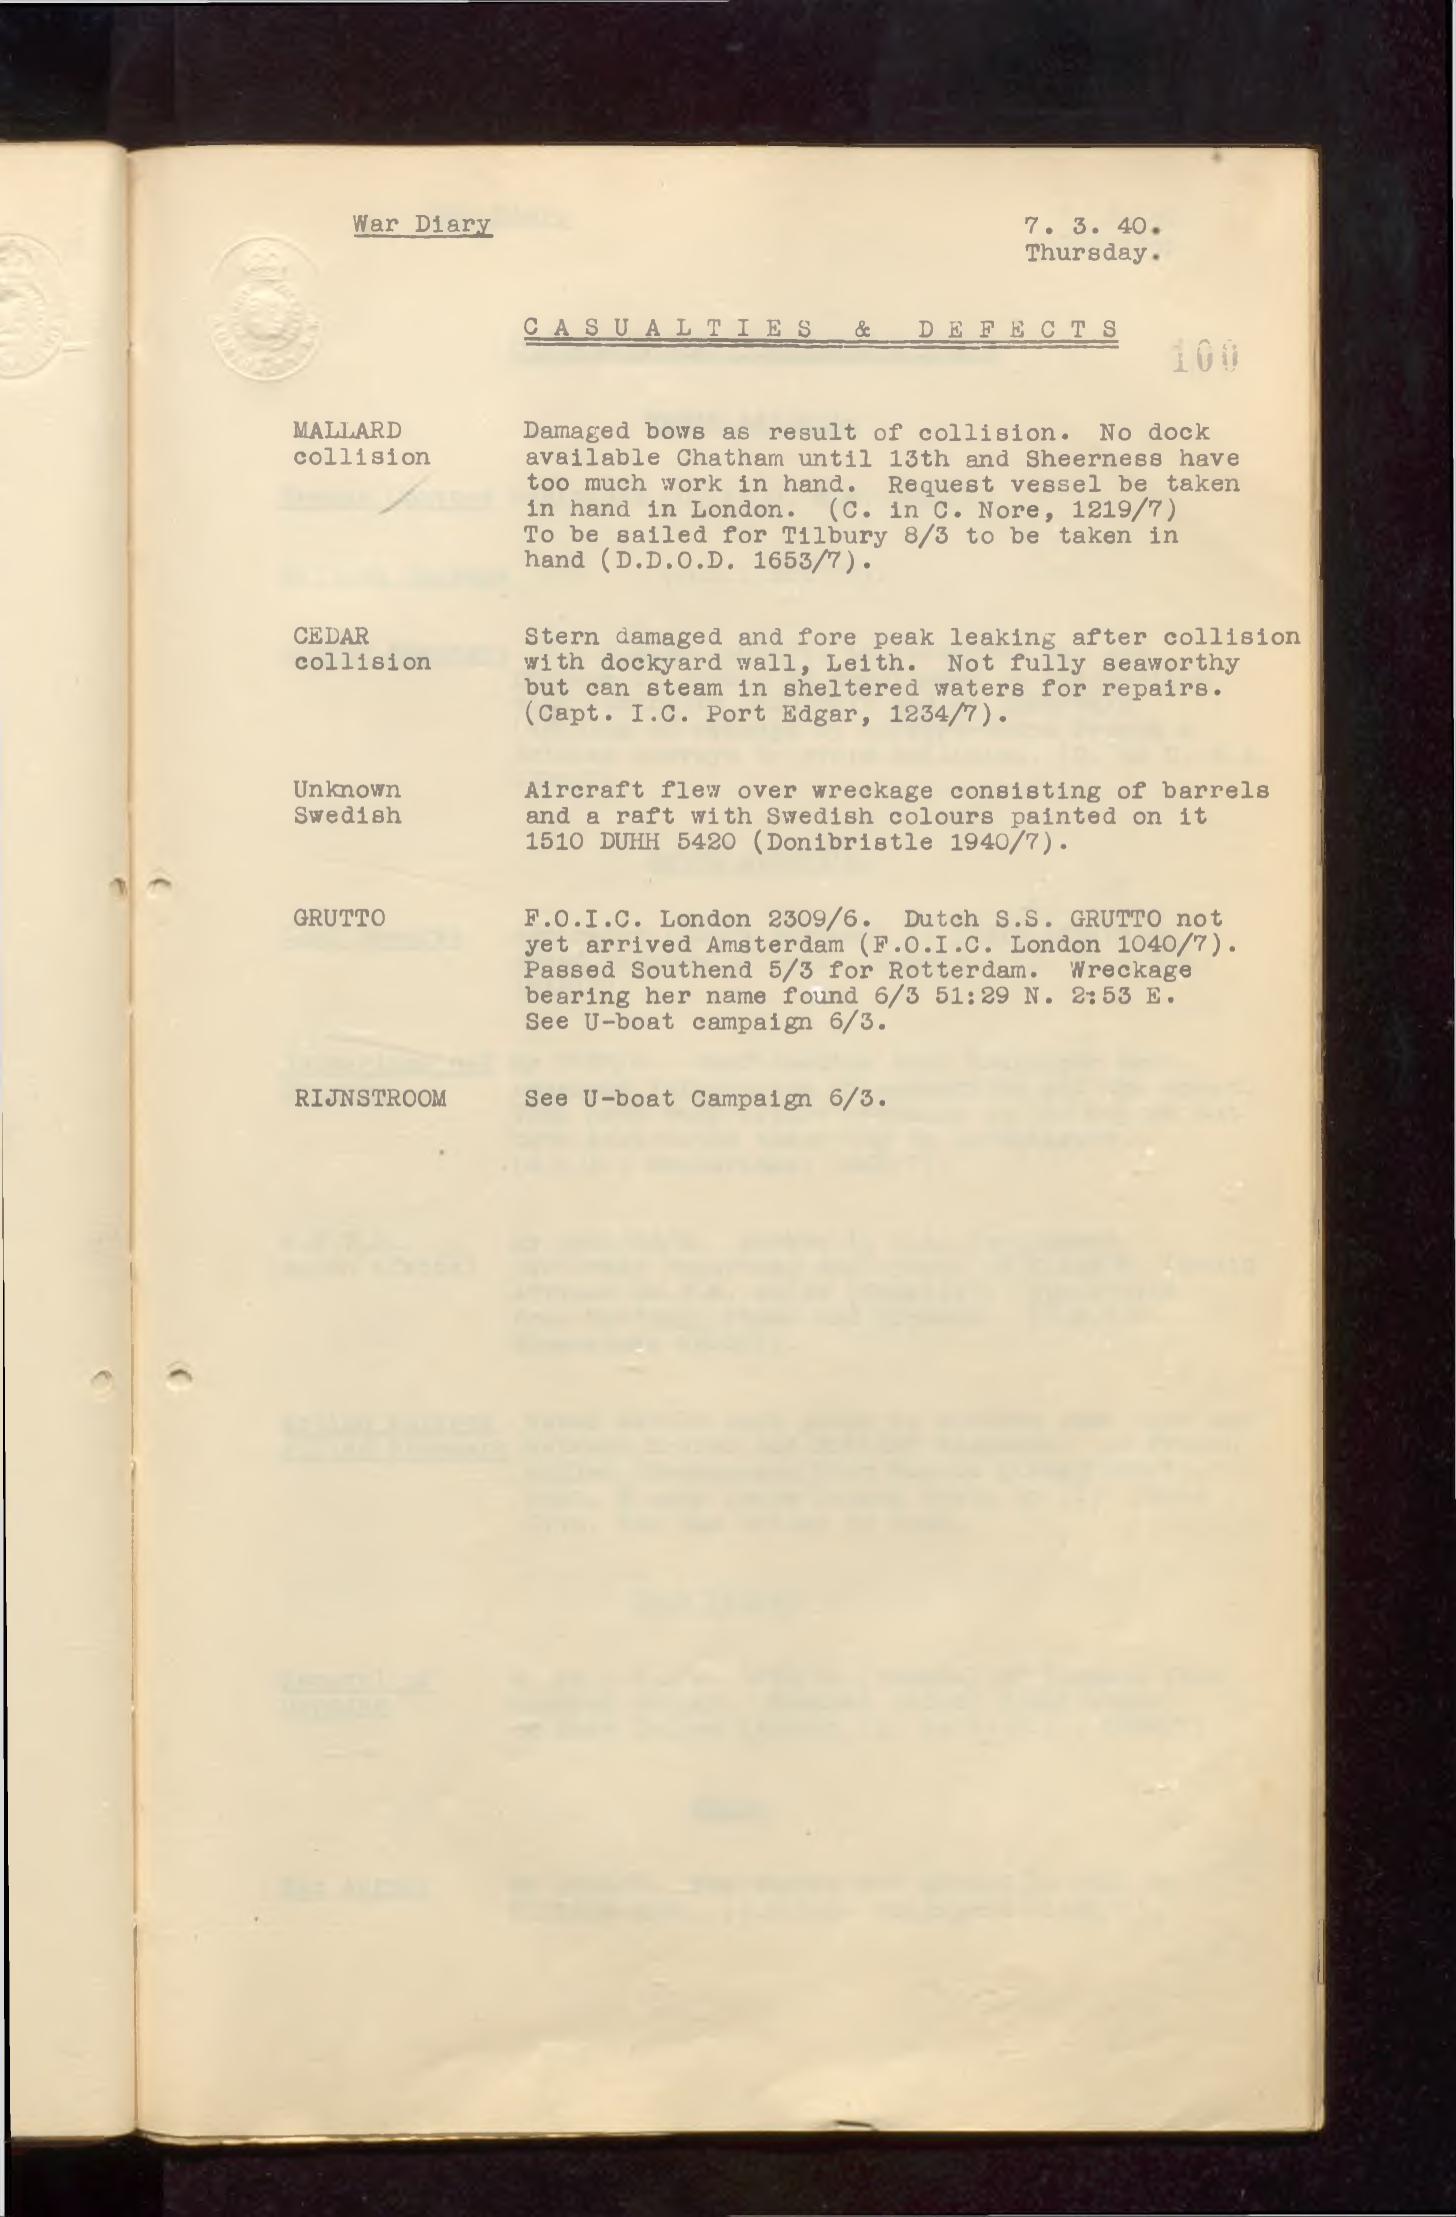 War Diary
7. 3. 40.
Thursday.
CASUALTIES & DEFECTS
100
MALLARD
collision
Damaged bows as result of collision. No dock
available Chatham until 13th and Sheerness have
too much work in hand. Request vessel be taken
in hand in London. (C. in C. Nore, 1219/7)
To be sailed for Tilbury 8/3 to be taken in
hand (D.D.O.D. 1653/7).
CEDAR
collision
Stern damaged and fore peak leaking after collision
with dockyard wall, Leith. Not fully seaworthy
but can steam in sheltered waters for repairs.
(Capt. I.C. Port Edgar, 1234/7).
Unknown
Swedish
Aircraft flew over wreckage consisting of barrels
and a raft with Swedish colours painted on it
1510 DUHH 5420 (Donibristle 1940/7).
GRUTTO
F.O.I.C. London 2309/6. Dutch S.S. GRUTTO not
yet arrived Amsterdam (F.O.I.C. London 1040/7).
Passed Southend 5/3 for Rotterdam. Wreckage
bearing her name found 6/3 51:29 N. 2:53 E.
See U-boat campaign 6/3.
RIJNSTROOM
See U-boat Campaign 6/3.